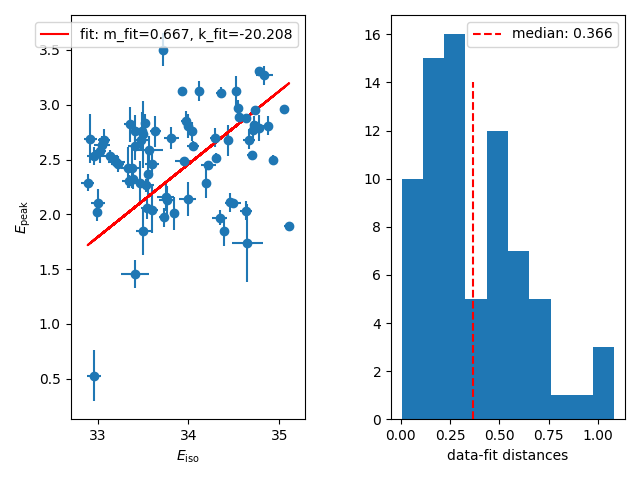 fit: m_fit=0.667, k_fit=-20.208
3.5
3.0
2.5
2.0
1.5
1.0
0.5
E_peak
33 34 35
E_iso
median: 0.366
16
14
12
10
8
6
4
2
0
0.00 0.25 0.50 0.75 1.00
data-fit distances